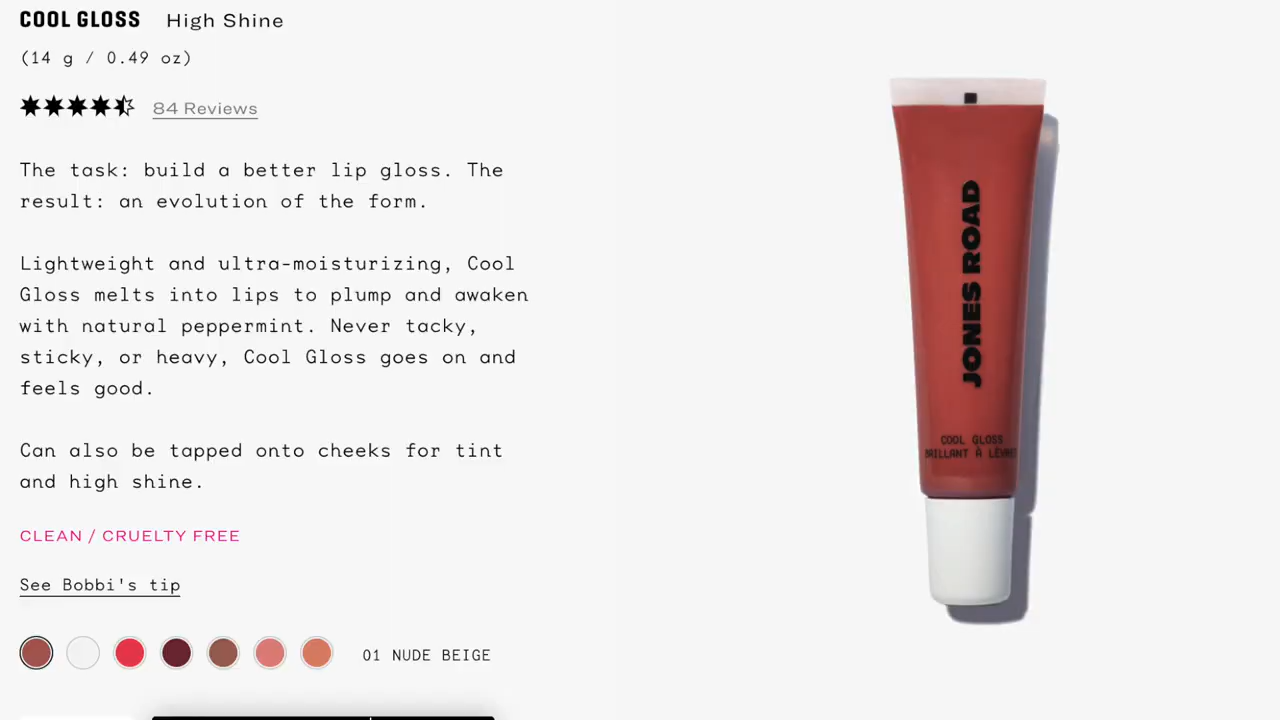 COOL GLOSS High Shine
(14 g / 0.49 oz)
84 Reviews
The task: build a better lip gloss. The
result: an evolution of the form.
Lightweight and ultra-moisturizing, Cool
Gloss melts into lips to plump and awaken
with natural peppermint. Never tacky,
sticky, or heavy, Cool Gloss goes on and
feels good.
Can also be tapped onto cheeks for tint
and high shine.
CLEAN / CRUELTY FREE
See Bobbi's tip
01 NUDE BEIGE
JONES ROAD
COOL GLOSS
BRILLANT À LÈVRES